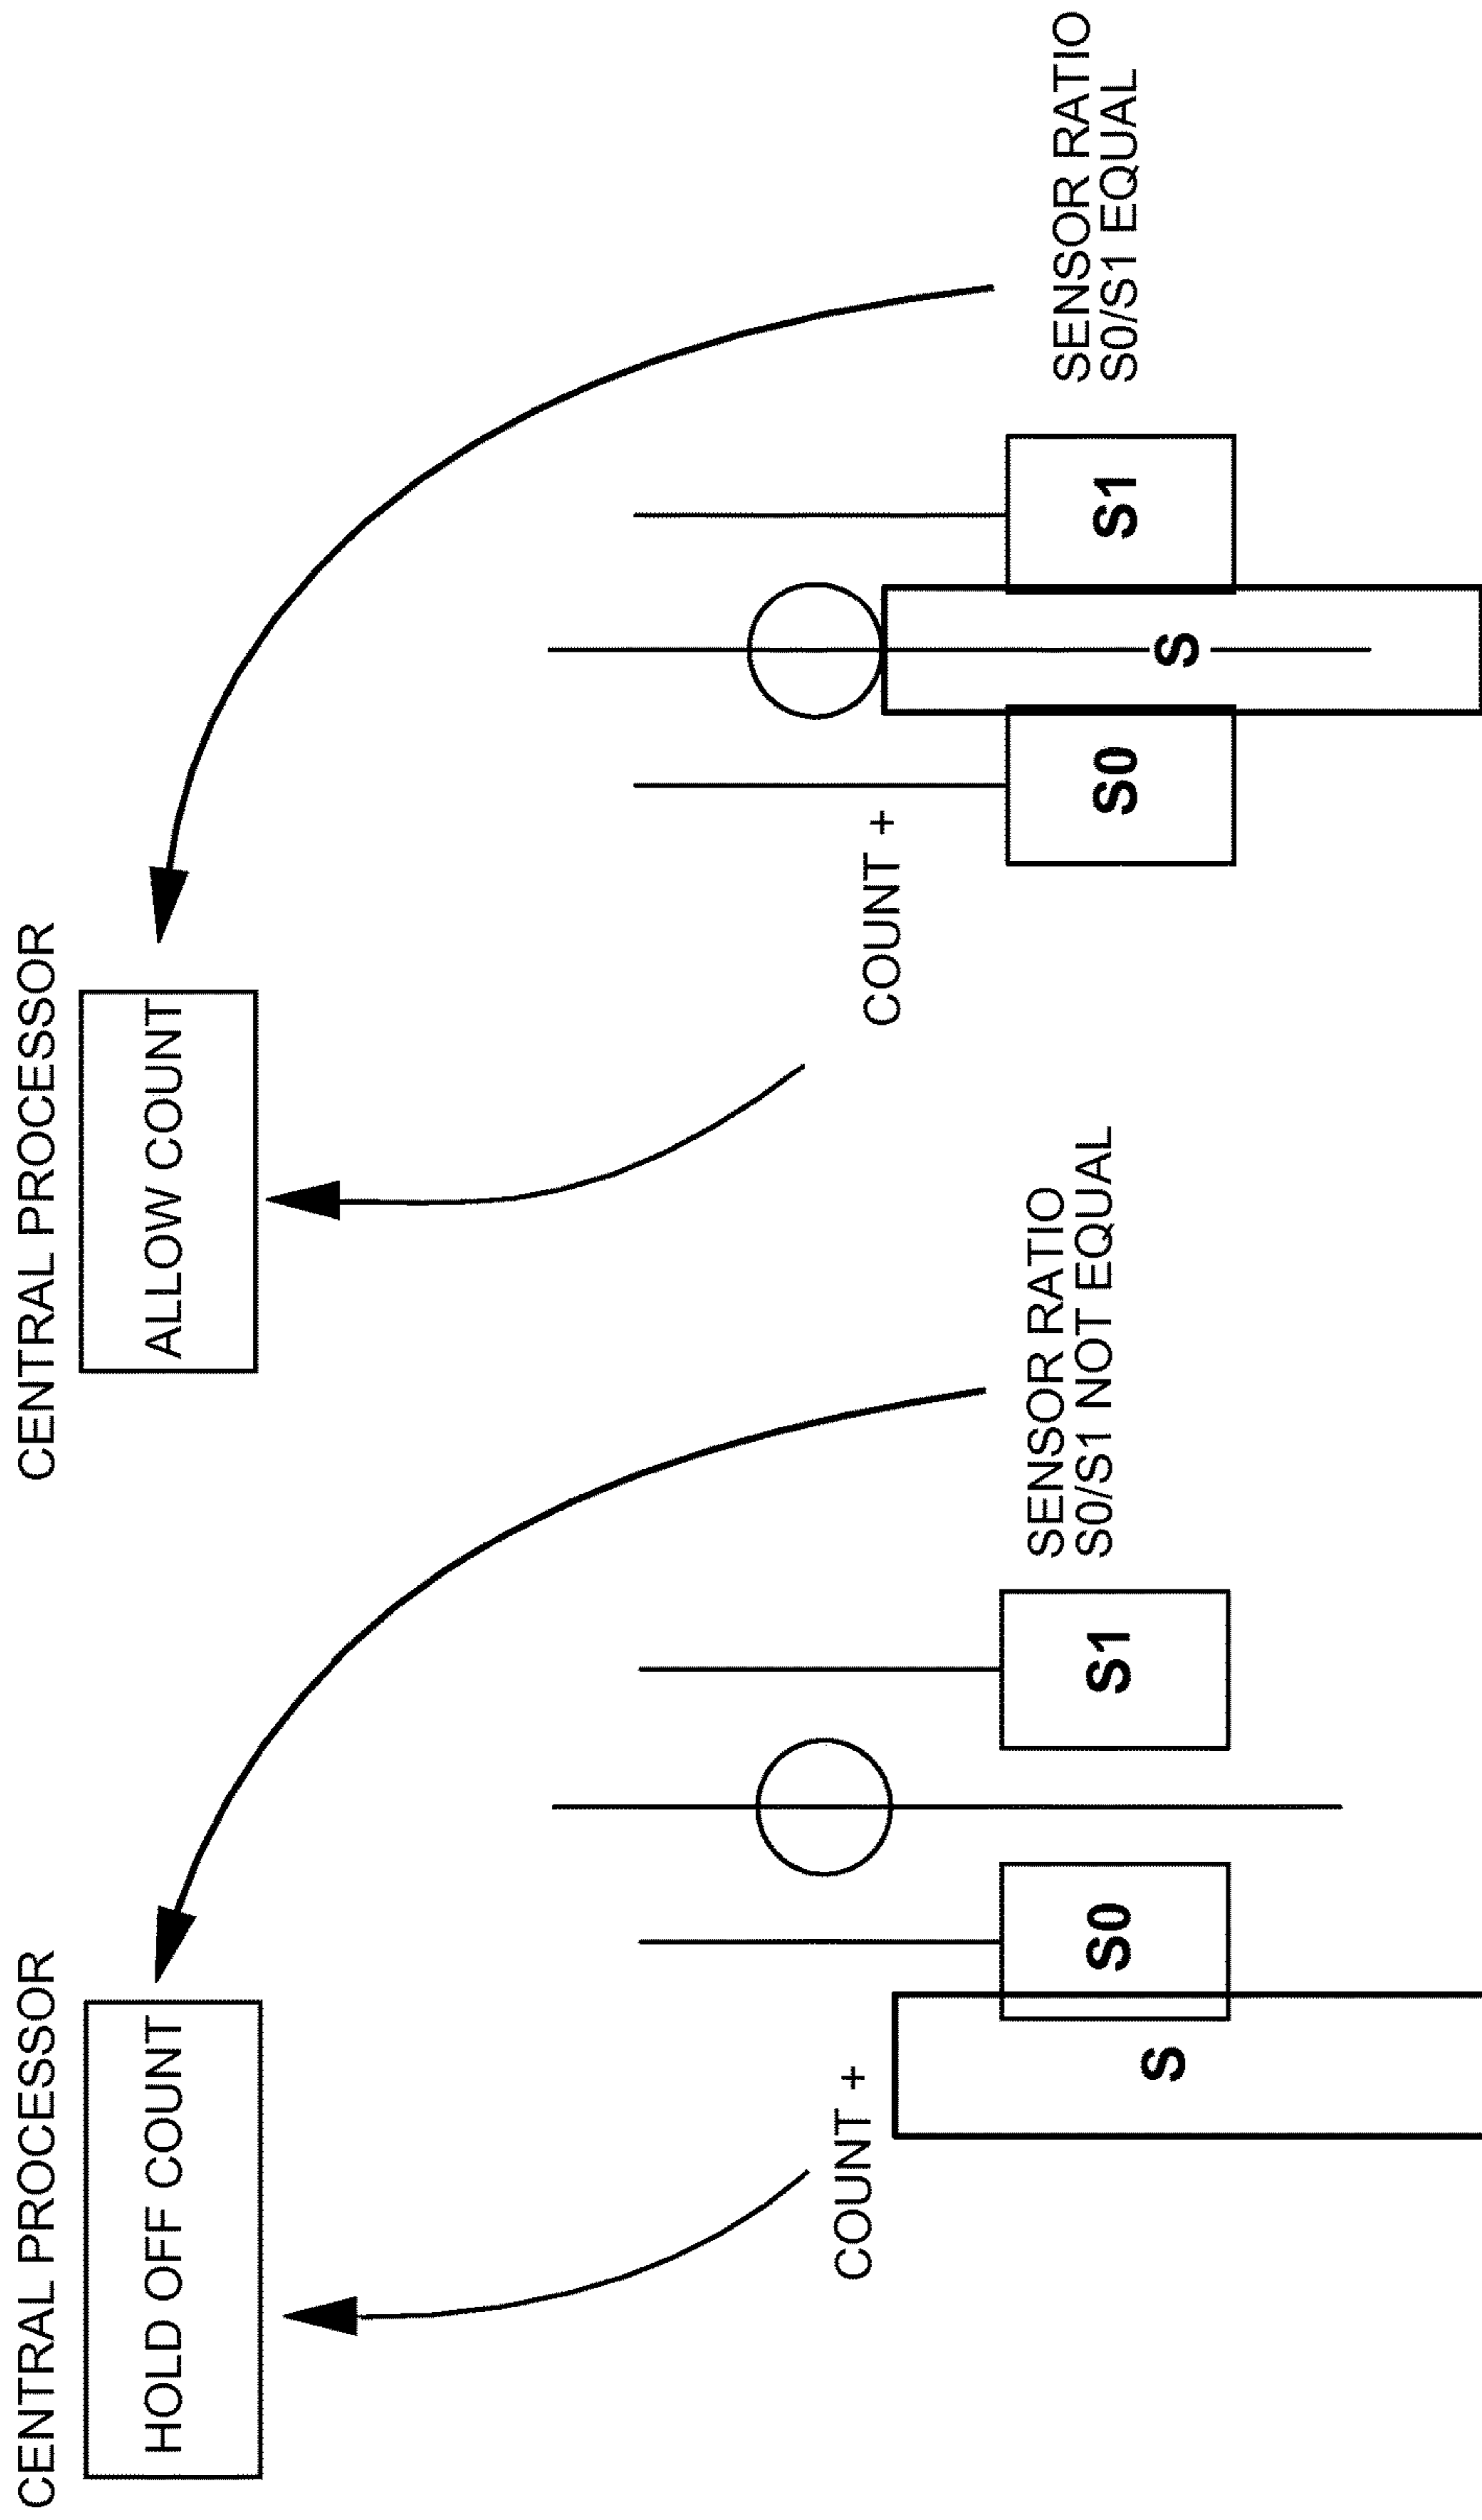 CENTRAL PROCESSOR
HOLD OFF COUNT
COUNT +
S
S0
S1
SENSOR RATIO
S0/S1 NOT EQUAL
CENTRAL PROCESSOR
ALLOW COUNT
COUNT +
S0
S
S1
SENSOR RATIO
S0/S1 EQUAL